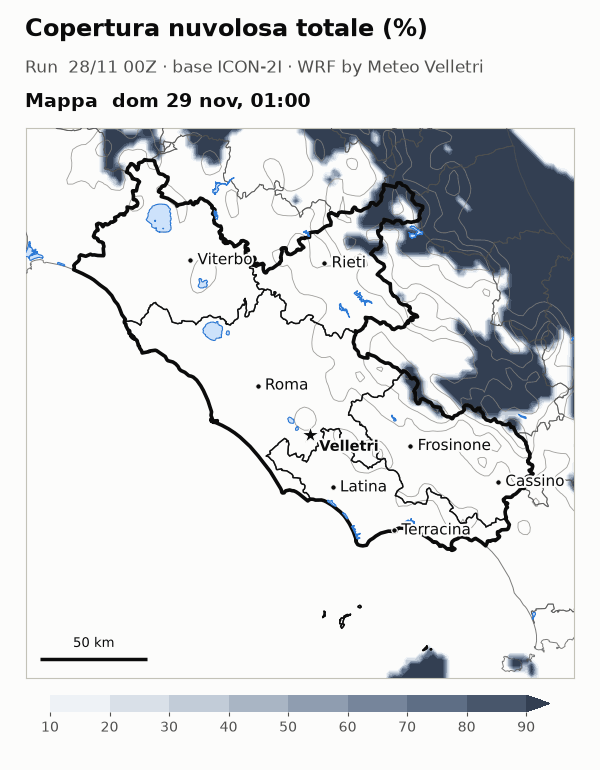 Copertura nuvolosa totale (%)
Run  28/11 00Z · base ICON-2I · WRF by Meteo Velletri
Mappa  dom 29 nov, 01:00
Viterbo
Rieti
Roma
Velletri
Frosinone
Latina
Cassino
Terracina
50 km
10 20 30 40 50 60 70 80 90